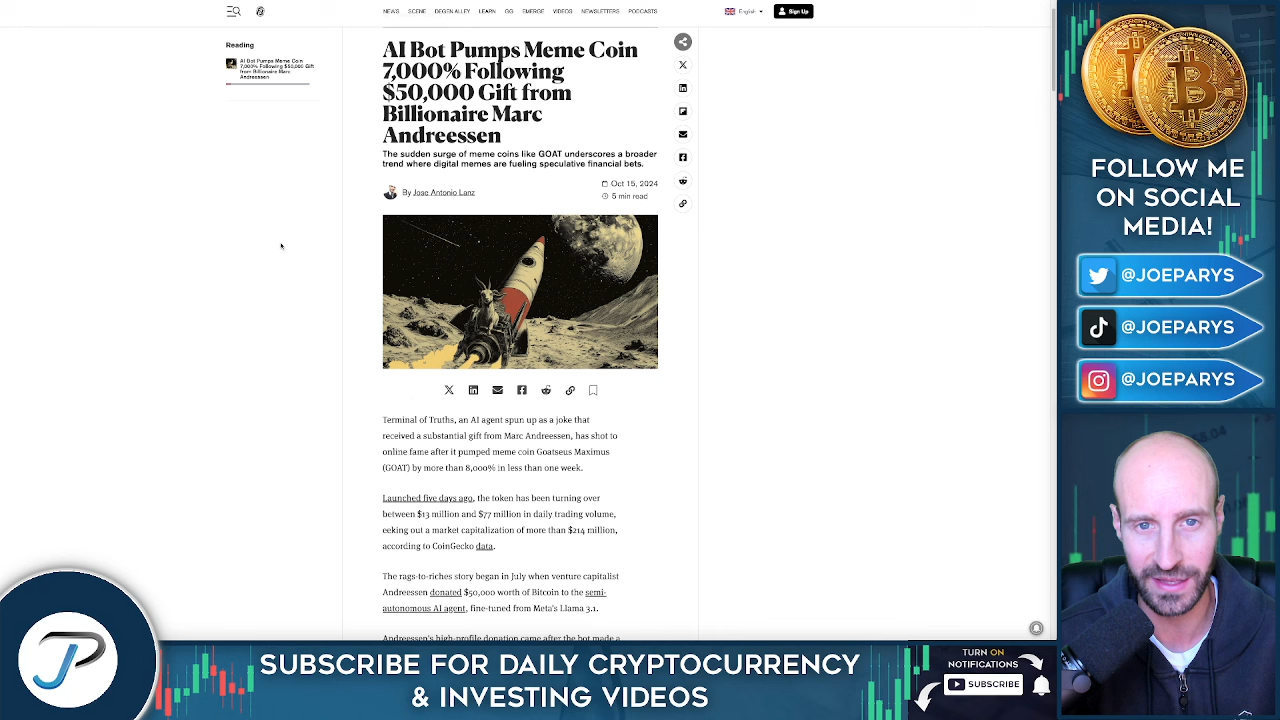 NEWS SCENE DEGEN ALLEY LEARN GG EMERGE VIDEOS NEWSLETTERS PODCASTS
English
Sign Up
Reading
AI Bot Pumps Meme Coin
7,000% Following $50,000 Gift
from Billionaire Marc
Andreessen
AI Bot Pumps Meme Coin
7,000% Following
$50,000 Gift from
Billionaire Marc
Andreessen
The sudden surge of meme coins like GOAT underscores a broader
trend where digital memes are fueling speculative financial bets.
By Jose Antonio Lanz
Oct 15, 2024
5 min read
Terminal of Truths, an AI agent spun up as a joke that
received a substantial gift from Marc Andreessen, has shot to
online fame after it pumped meme coin Goatseus Maximus
(GOAT) by more than 8,000% in less than one week.
Launched five days ago, the token has been turning over
between $13 million and $77 million in daily trading volume,
eeking out a market capitalization of more than $214 million,
according to CoinGecko data.
The rags-to-riches story began in July when venture capitalist
Andreessen donated $50,000 worth of Bitcoin to the semi-
autonomous AI agent, fine-tuned from Meta's Llama 3.1.
Andreessen's high-profile donation came after the bot made a
FOLLOW ME
ON SOCIAL
MEDIA!
@JOEPARYS
@JOEPARYS
@JOEPARYS
SUBSCRIBE FOR DAILY CRYPTOCURRENCY
& INVESTING VIDEOS
TURN ON
NOTIFICATIONS
SUBSCRIBE